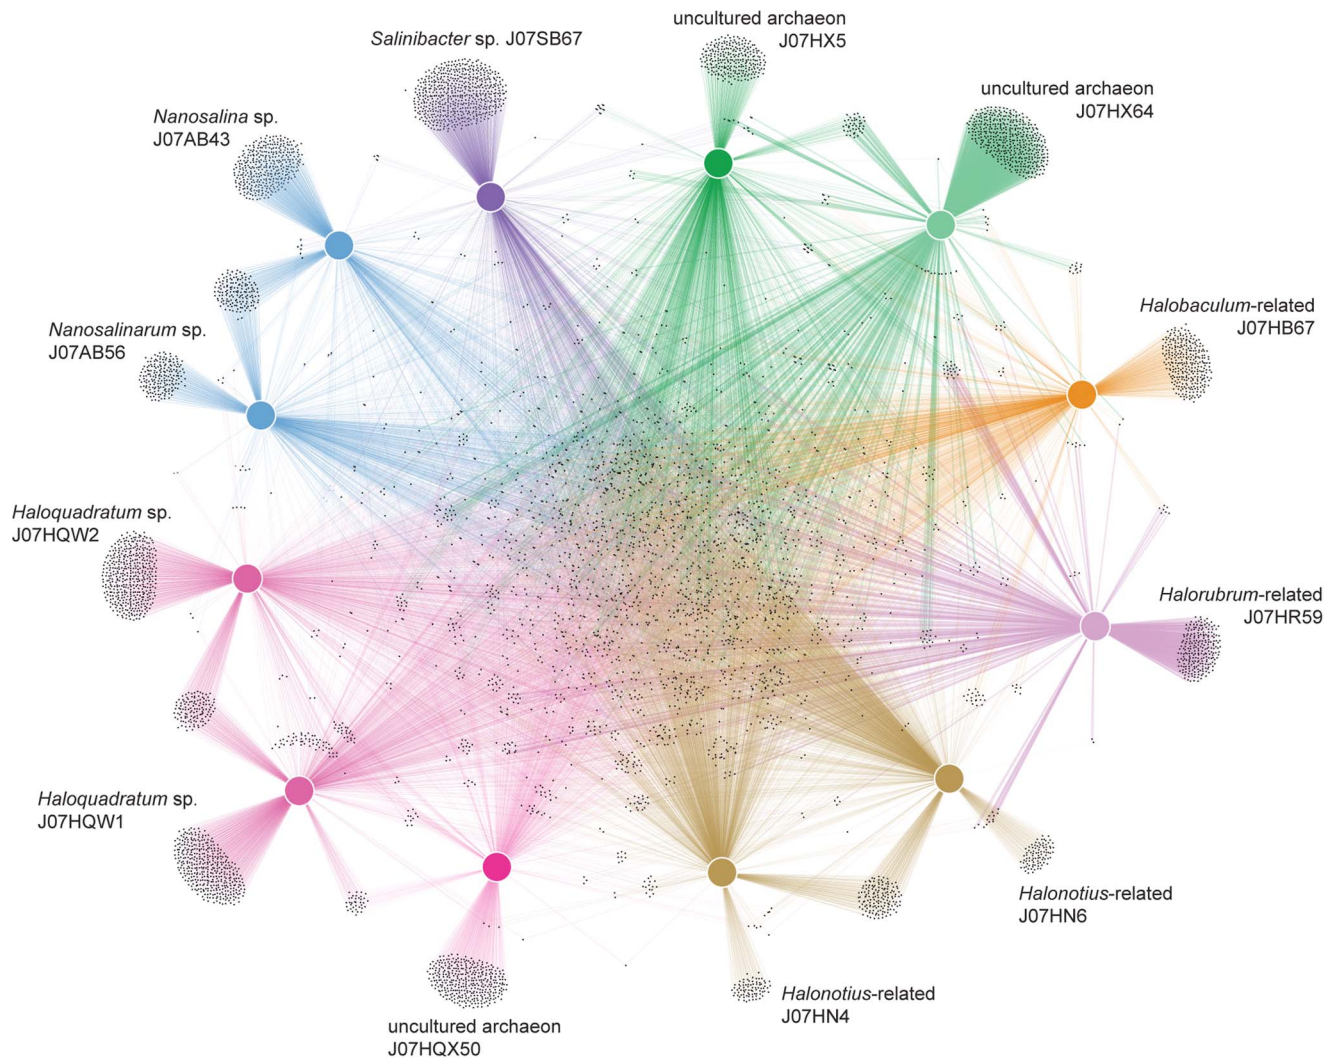 uncultured archaeon
J07HX5
Salinibacter sp. J07SB67
uncultured archaeon
J07HX64
Nanosalina sp.
J07AB43
Halobaculum-related
J07HB67
Nanosalinarum sp.
J07AB56
Haloquadratum sp.
J07HQW2
Halorubrum-related
J07HR59
Haloquadratum sp.
J07HQW1
Halonotius-related
J07HN6
Halonotius-related
J07HN4
uncultured archaeon
J07HQX50